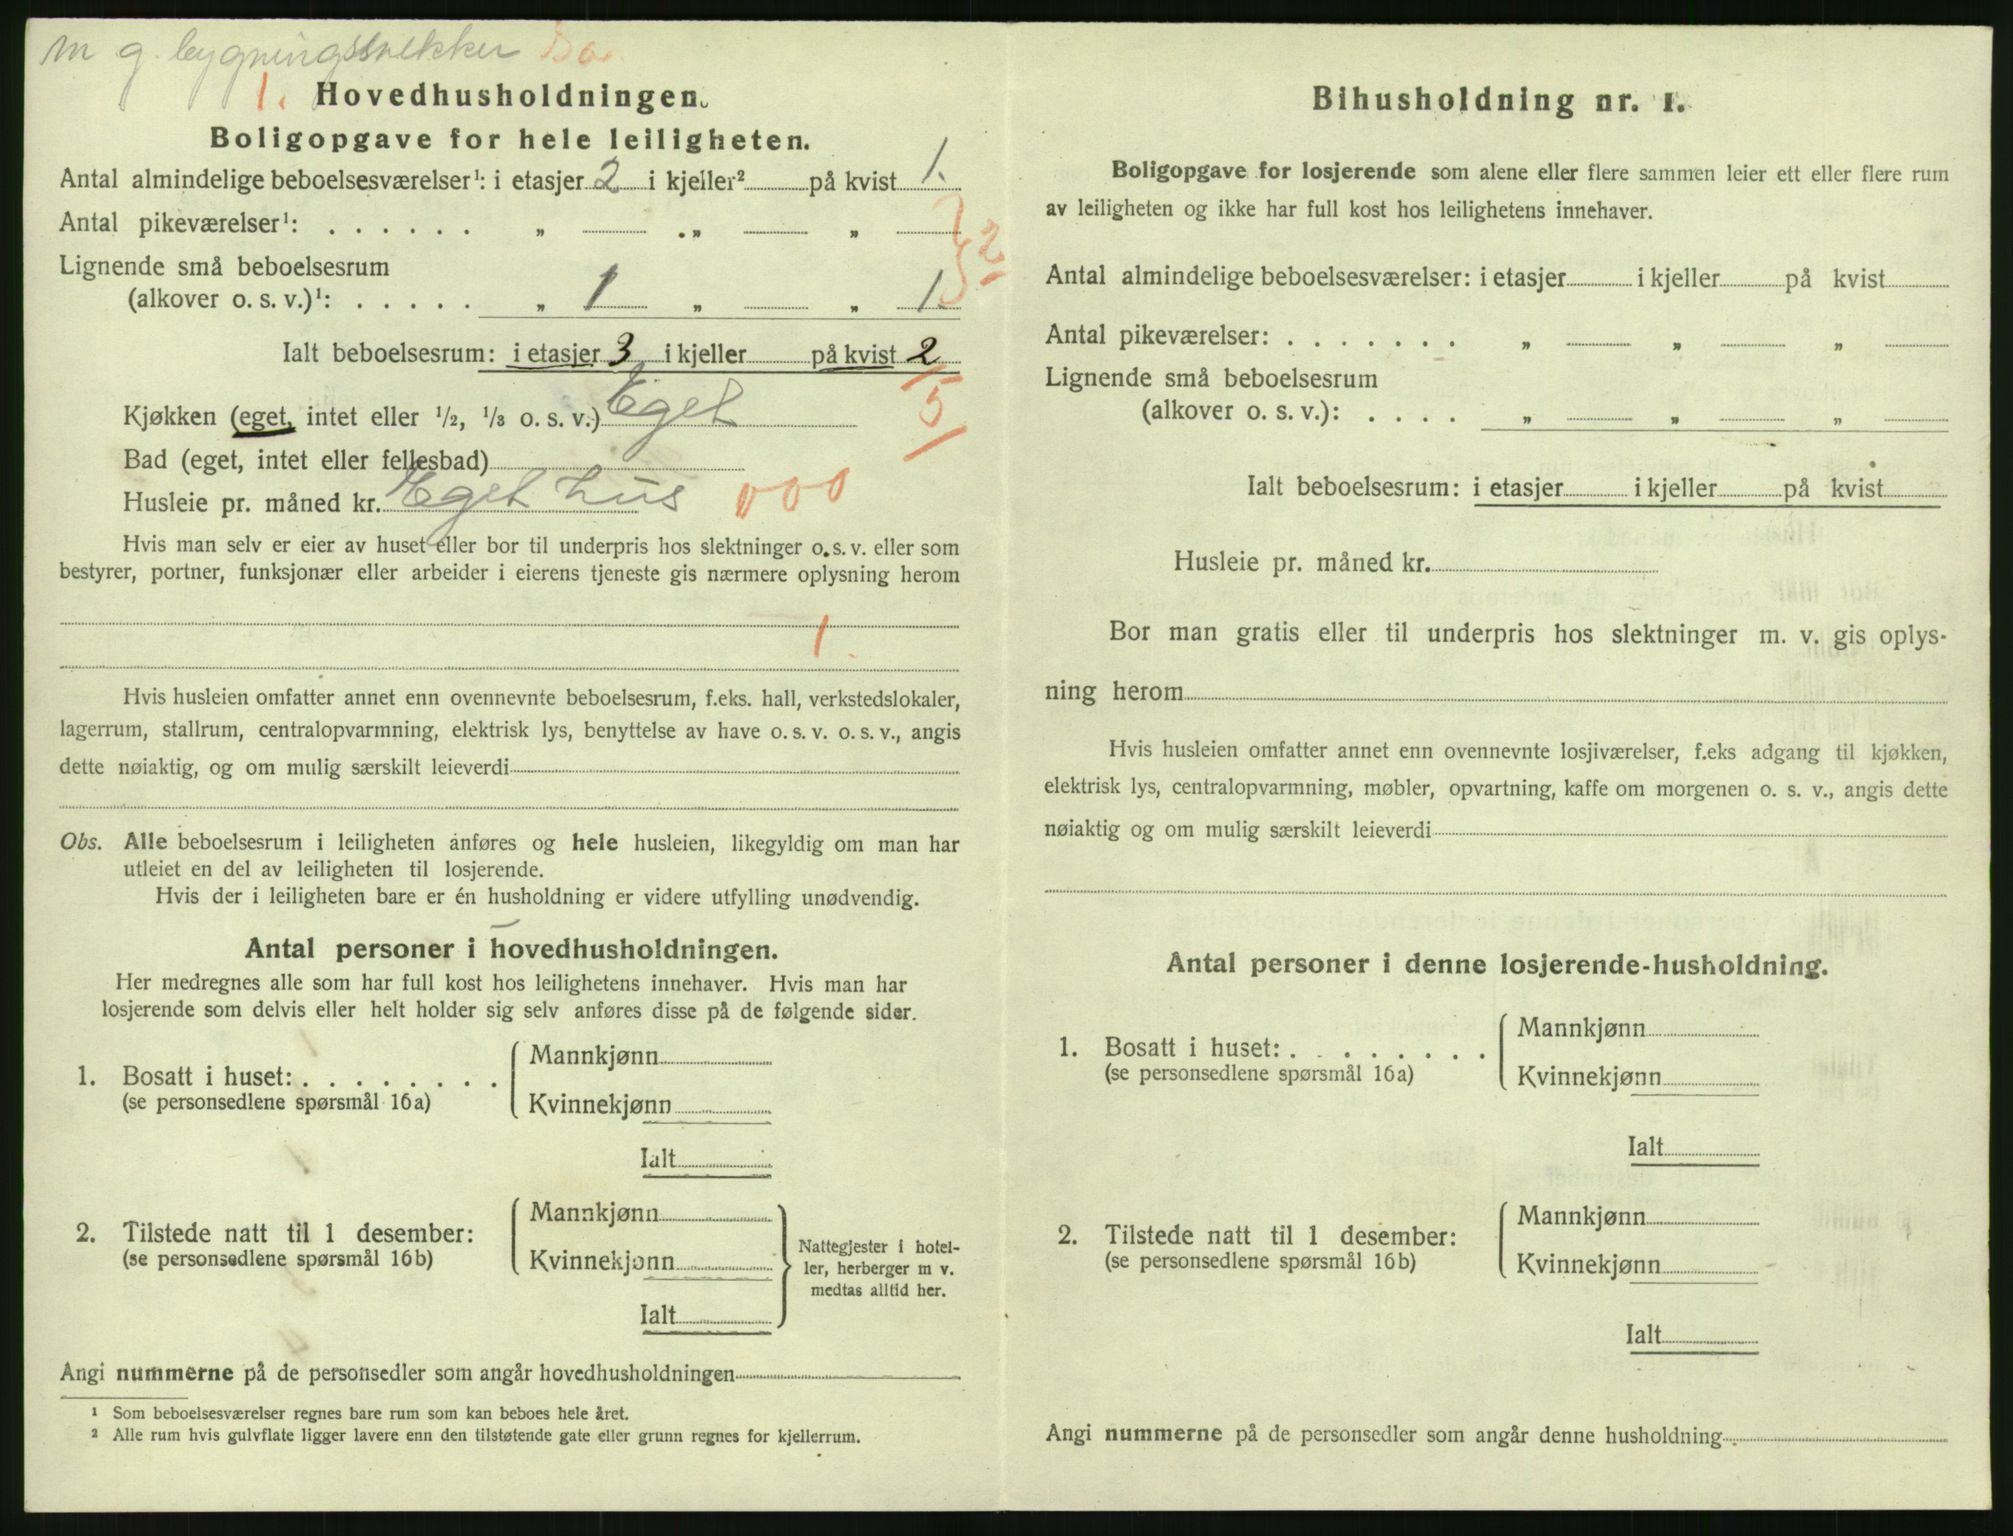 m g. bygningssnekker
1. Hovedhusholdningen.
Boligopgave for hele leiligheten.
Antal almindelige beboelsesværelser¹: i etasjer 2 i kjeller² på kvist 1.
Antal pikeværelser¹: . . . . . . „ „ „
Lignende små beboelsesrum
(alkover o. s. v.)¹: . . . . . „ 1 „ „ 1.
2.
Ialt beboelsesrum: i etasjer 3 i kjeller på kvist 2
5
Kjøkken (eget, intet eller 1/2, 1/3 o. s. v.) Eget
Bad (eget, intet eller fellesbad)
Husleie pr. måned kr. Eget hus 000
Hvis man selv er eier av huset eller bor til underpris hos slektninger o. s. v. eller som
bestyrer, portner, funksjonær eller arbeider i eierens tjeneste gis nærmere oplysning herom
1.
Hvis husleien omfatter annet enn ovennevnte beboelsesrum, f.eks. hall, verkstedslokaler,
lagerrum, stallrum, centralopvarmning, elektrisk lys, benyttelse av have o. s. v. o. s. v., angis
dette nøiaktig, og om mulig særskilt leieverdi
Obs. Alle beboelsesrum i leiligheten anføres og hele husleien, likegyldig om man har
utleiet en del av leiligheten til losjerende.
Hvis der i leiligheten bare er én husholdning er videre utfylling unødvendig.
Antal personer i hovedhusholdningen.
Her medregnes alle som har full kost hos leilighetens innehaver. Hvis man har
losjerende som delvis eller helt holder sig selv anføres disse på de følgende sider.
1. Bosatt i huset: . . . . . . . . Mannkjønn
(se personsedlene spørsmål 16a) Kvinnekjønn
Ialt
2. Tilstede natt til 1 desember: Mannkjønn
(se personsedlene spørsmål 16b) Kvinnekjønn
Ialt
Nattegjester i hotel-
ler, herberger m v.
medtas alltid her.
Angi nummerne på de personsedler som angår hovedhusholdningen
¹ Som beboelsesværelser regnes bare rum som kan beboes hele året.
² Alle rum hvis gulvflate ligger lavere enn den tilstøtende gate eller grunn regnes for kjellerrum.
Bihusholdning nr. 1.
Boligopgave for losjerende som alene eller flere sammen leier ett eller flere rum
av leiligheten og ikke har full kost hos leilighetens innehaver.
Antal almindelige beboelsesværelser: i etasjer i kjeller på kvist
Antal pikeværelser: . . . . . . . „ „ „
Lignende små beboelsesrum
(alkover o. s. v.): . . . . „ „ „
Ialt beboelsesrum: i etasjer i kjeller på kvist
Husleie pr. måned kr.
Bor man gratis eller til underpris hos slektninger m. v. gis oplys-
ning herom
Hvis husleien omfatter annet enn ovennevnte losjiværelser, f.eks adgang til kjøkken,
elektrisk lys, centralopvarmning, møbler, opvartning, kaffe om morgenen o. s. v., angis dette
nøiaktig og om mulig særskilt leieverdi
Antal personer i denne losjerende-husholdning.
1. Bosatt i huset: . . . . . . . . Mannkjønn
(se personsedlene spørsmål 16a) Kvinnekjønn
Ialt
2. Tilstede natt til 1 desember: Mannkjønn
(se personsedlene spørsmål 16b) Kvinnekjønn
Ialt
Angi nummerne på de personsedler som angår denne husholdning